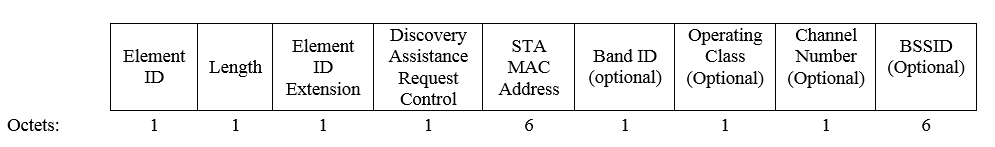 Element ID
Length
Element ID Extension
Discovery Assistance Request Control
STA MAC Address
Band ID (optional)
Operating Class (Optional)
Channel Number (Optional)
BSSID (Optional)
Octets: 1 1 1 1 6 1 1 1 6